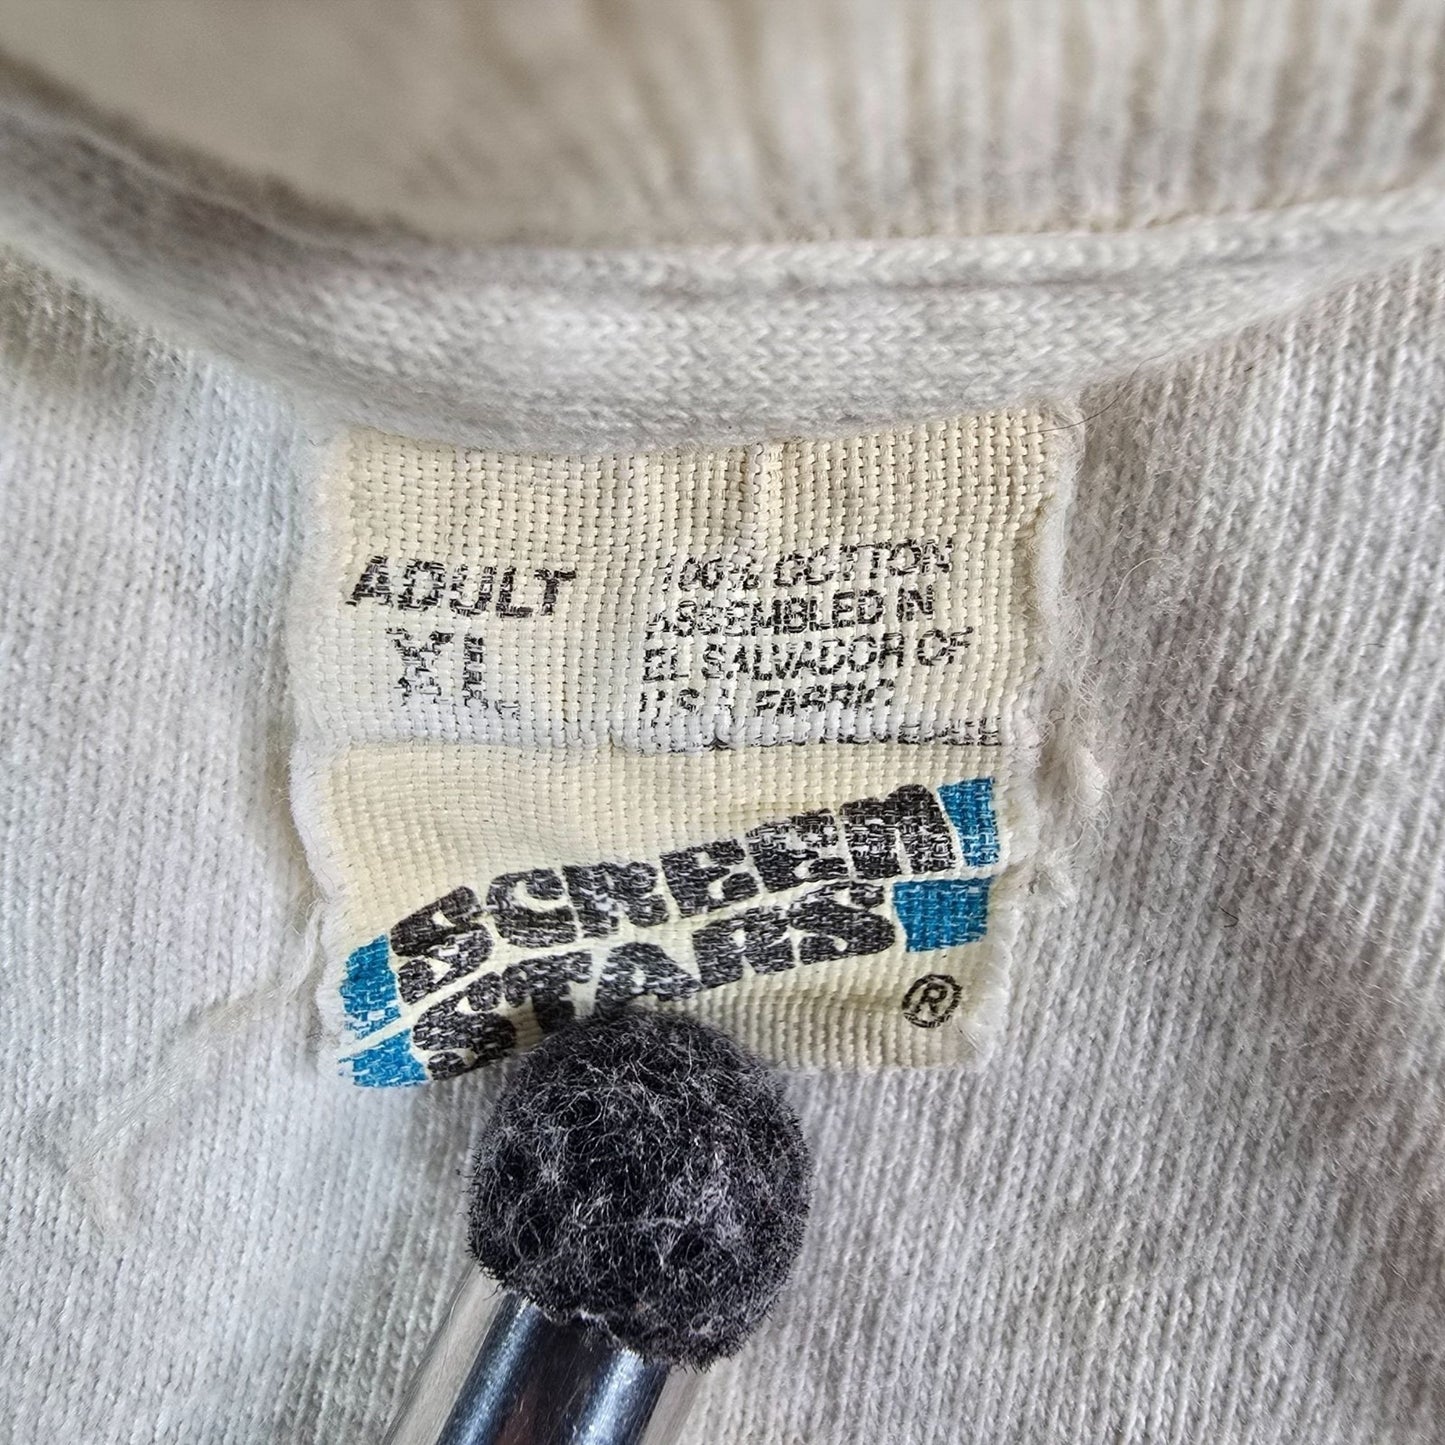 ADULT
XL
100% COTTON
ASSEMBLED IN
EL SALVADOR OF
U.S.A. FABRIC
SCREEN
STARS
®